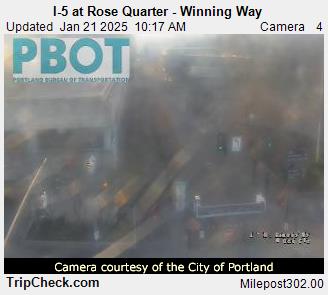 I-5 at Rose Quarter - Winning Way
Updated Jan 21 2025 10:17 AM Camera 4
PBOT
PORTLAND BUREAU OF TRANSPORTATION
Camera courtesy of the City of Portland
TripCheck.com Milepost302.00